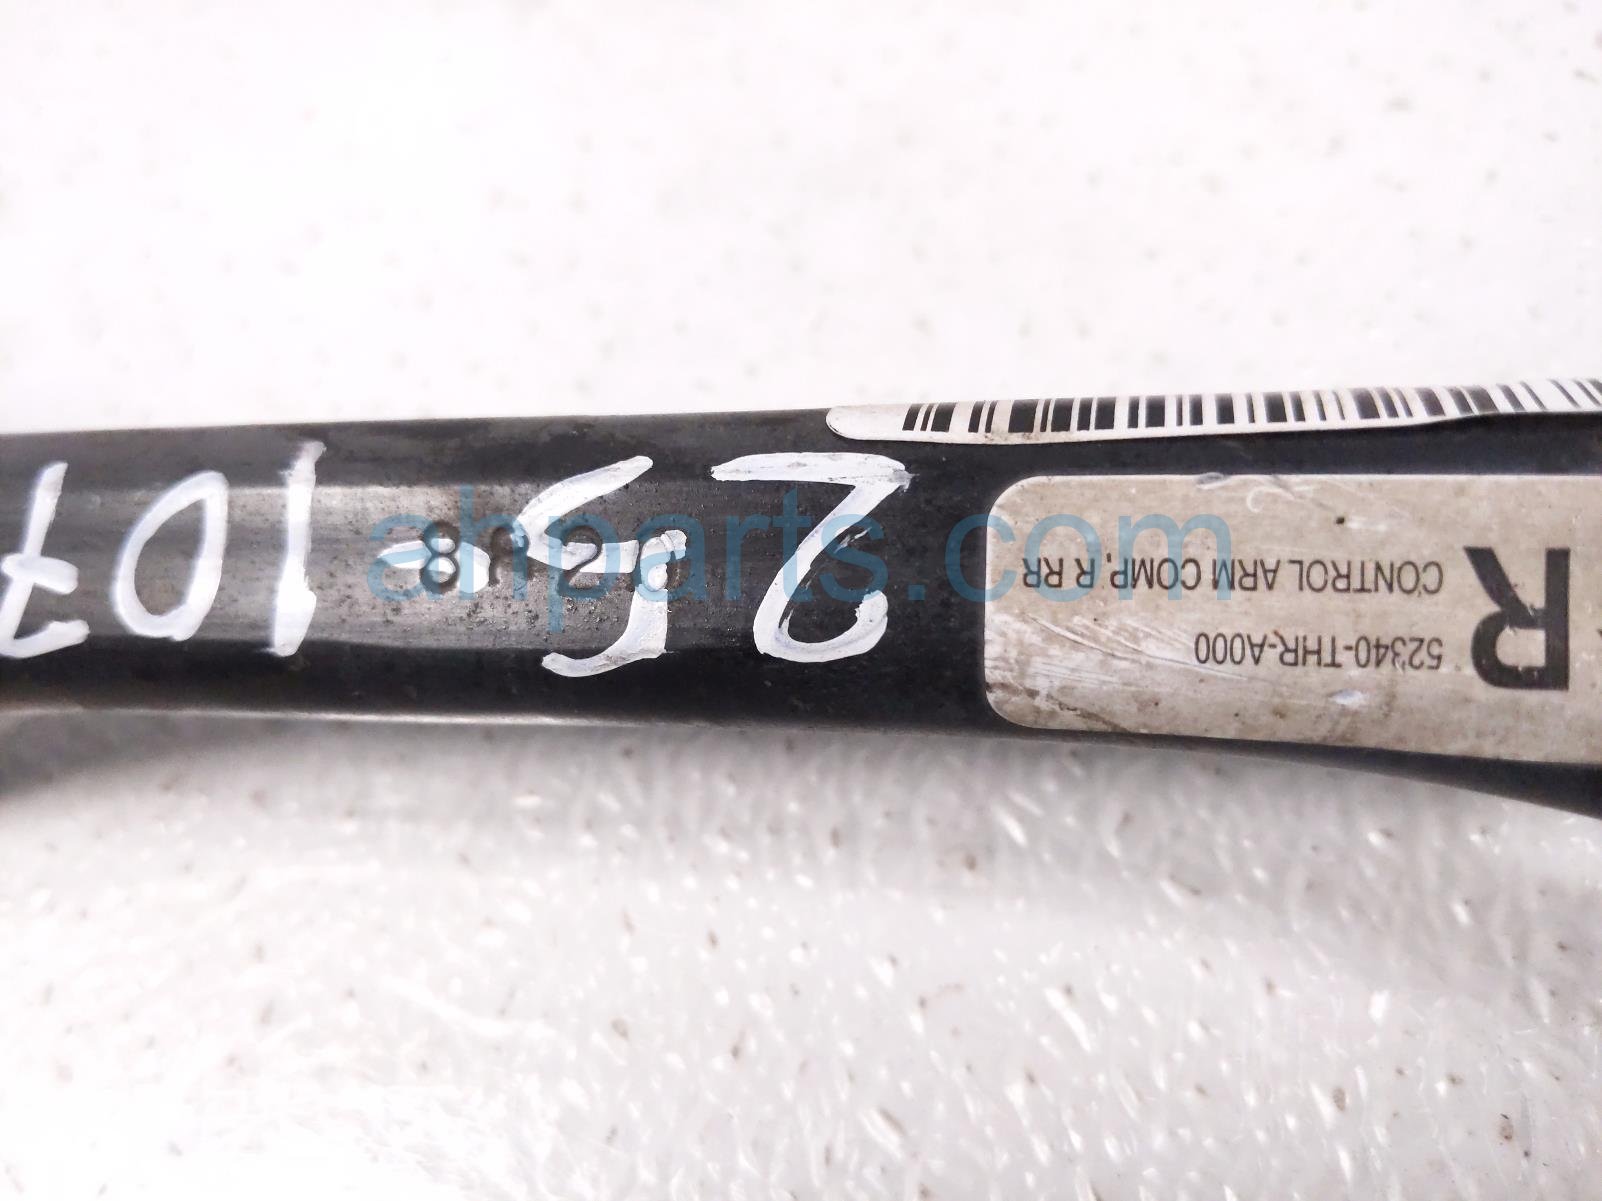 R
52340-THR-A000
CONTROL ARM COMP, R RR
25-107
ahparts.com